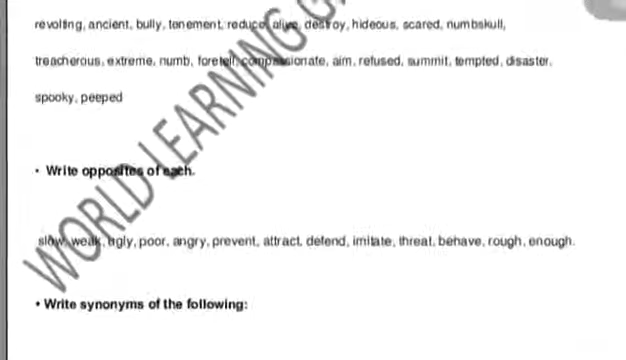 revolting, ancient, bully, tenement, reduce, alive, destroy, hideous, scared, numbskull,
treacherous, extreme, numb, foretell, compassionate, aim, refused, summit, tempted, disaster,
spooky, peeped
• Write opposites of each.
slow, weak, ugly, poor, angry, prevent, attract, defend, imitate, threat, behave, rough, enough.
• Write synonyms of the following:
WORLD LEARNING